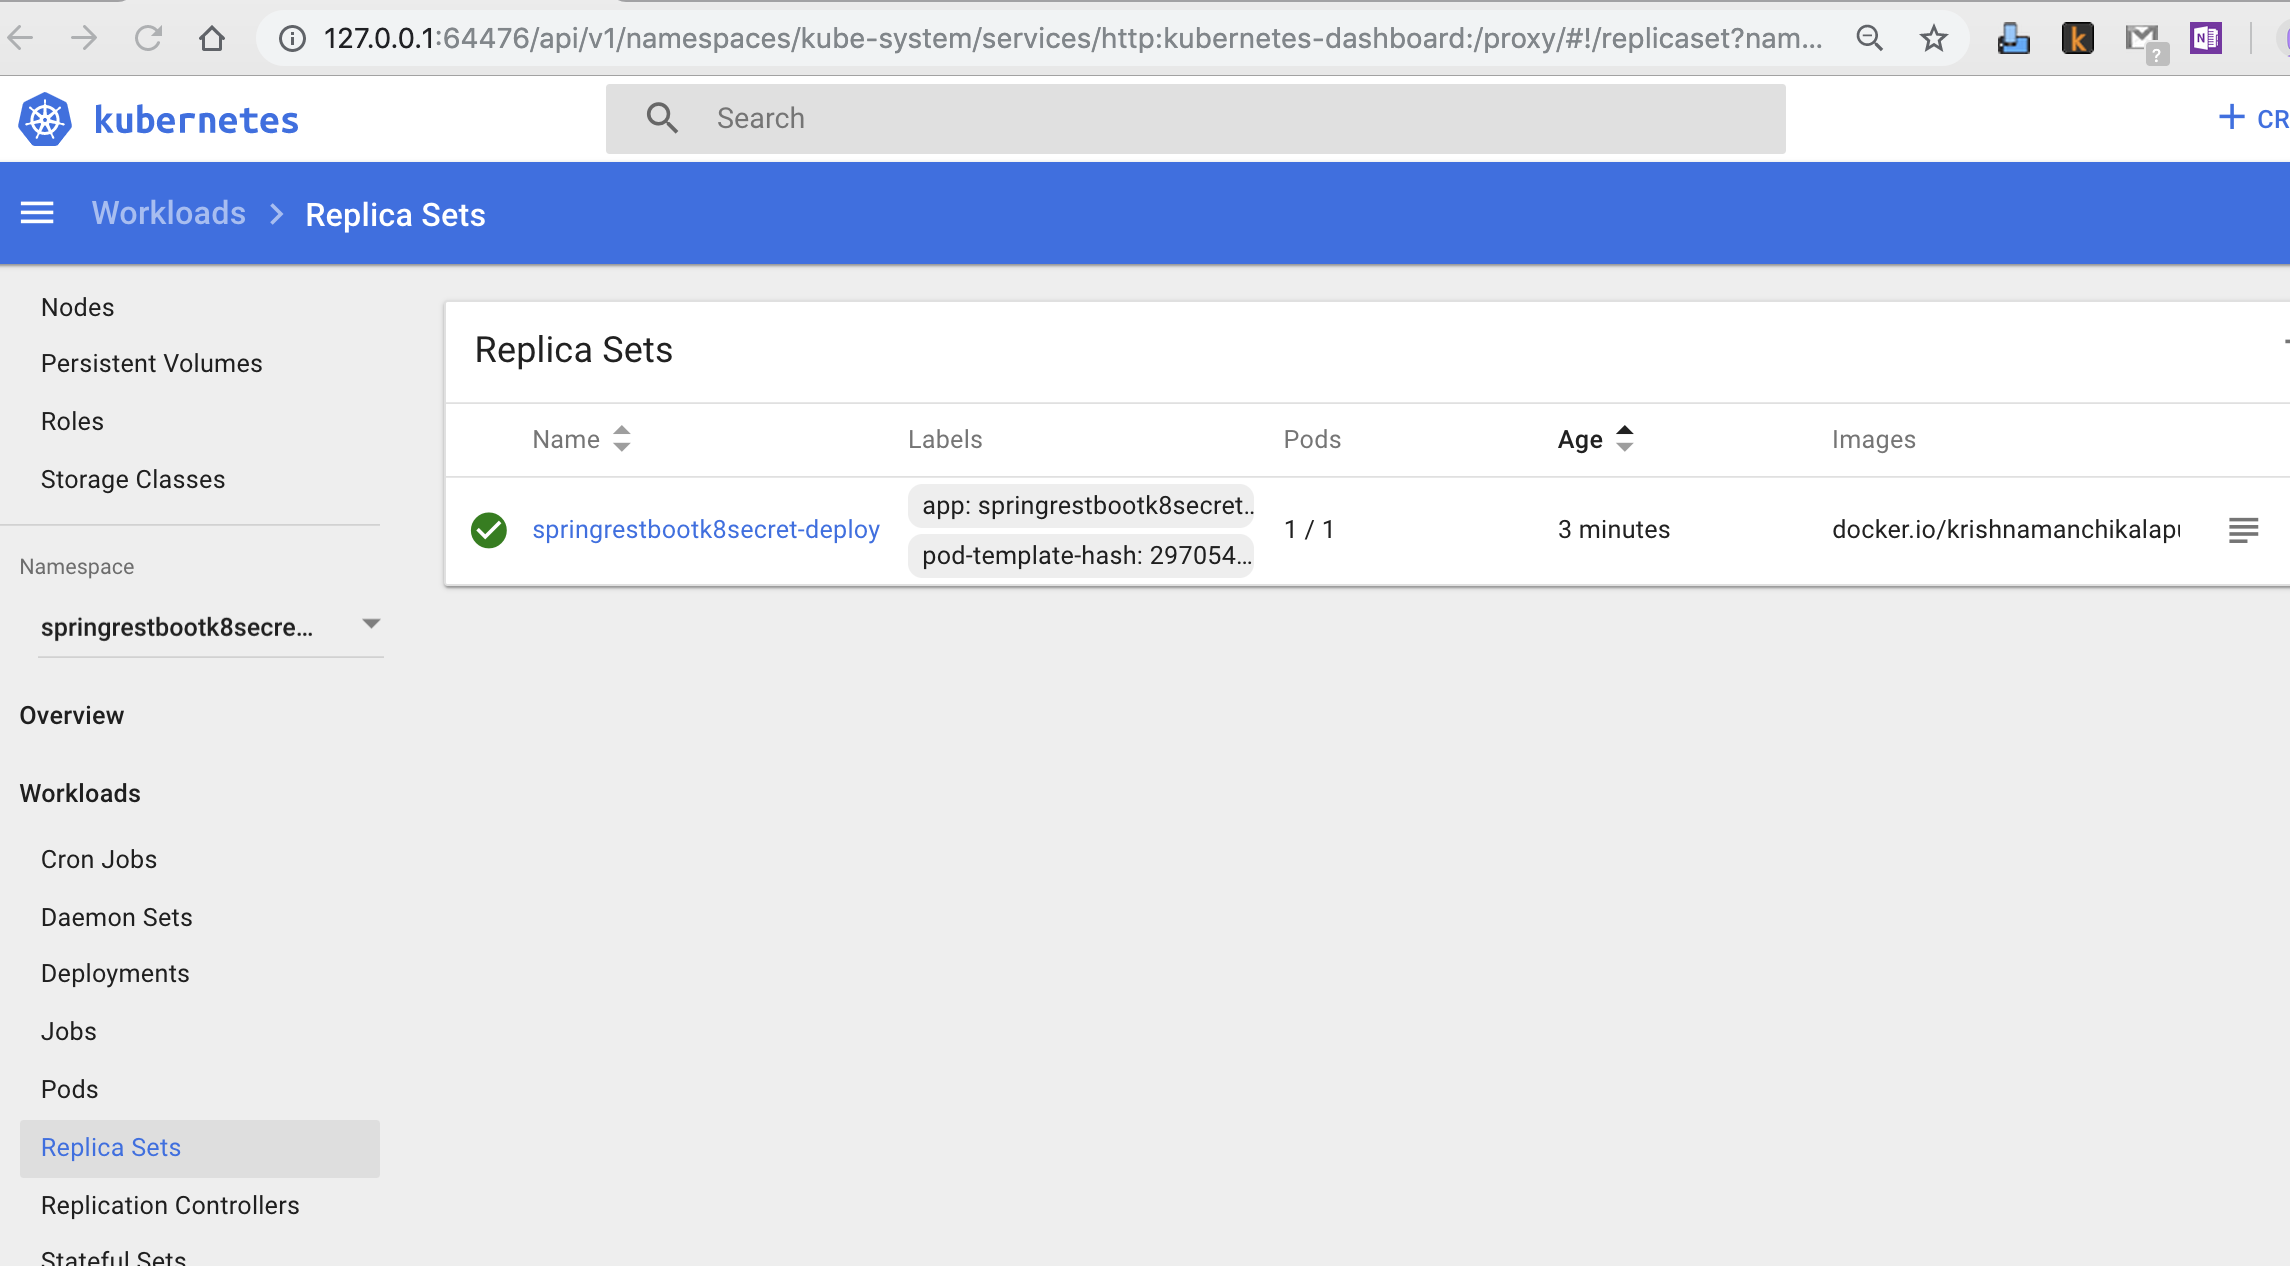 127.0.0.1:64476/api/v1/namespaces/kube-system/services/http:kubernetes-dashboard:/proxy/#!/replicaset?nam...
kubernetes
Search
+ CR
Workloads > Replica Sets
Nodes
Persistent Volumes
Roles
Storage Classes
Namespace
springrestbootk8secre...
Overview
Workloads
Cron Jobs
Daemon Sets
Deployments
Jobs
Pods
Replica Sets
Replication Controllers
Stateful Sets
Replica Sets
Name Labels Pods Age Images
springrestbootk8secret-deploy app: springrestbootk8secret.. 1 / 1 3 minutes docker.io/krishnamanchikalapu
pod-template-hash: 297054...